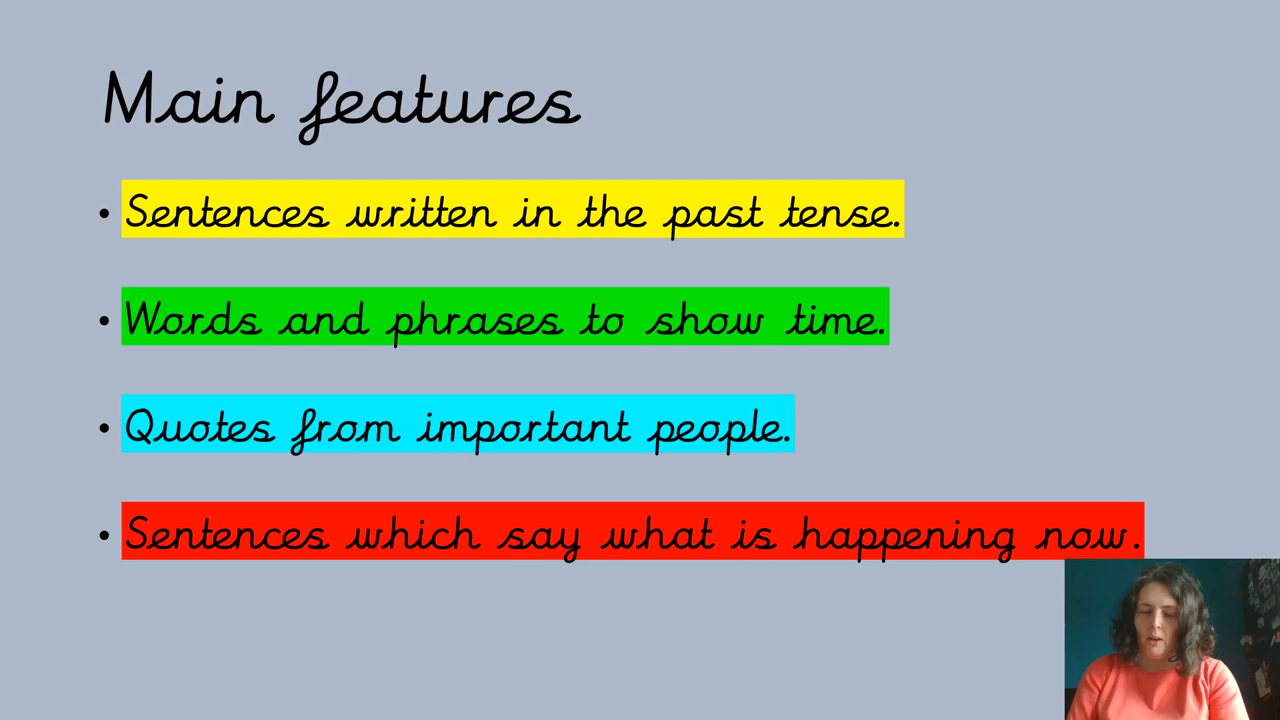 Main features
• Sentences written in the past tense.
• Words and phrases to show time.
• Quotes from important people.
• Sentences which say what is happening now.